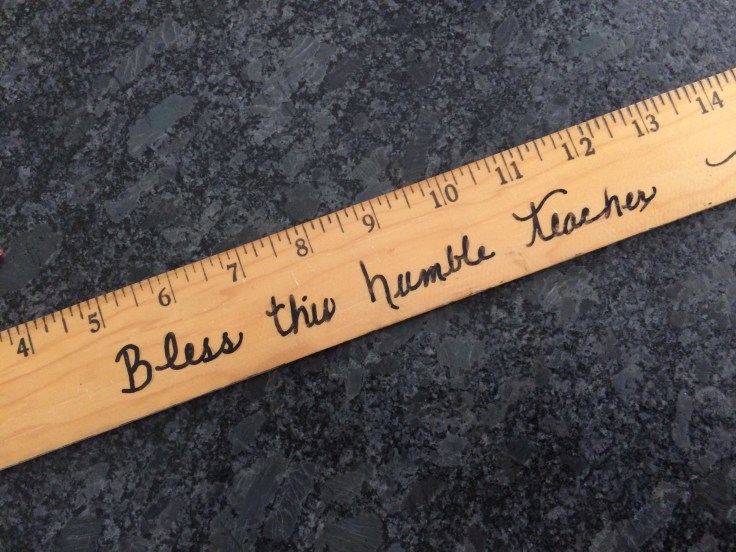 4 5 6 7 8 9 10 11 12 13 14
Bless this humble teacher